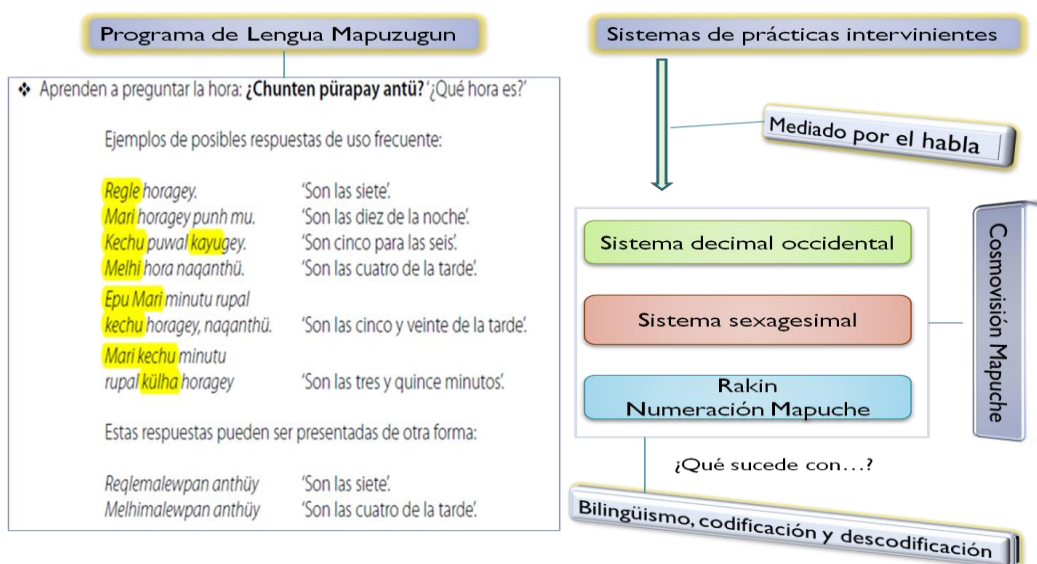 Programa de Lengua Mapuzugun
❖ Aprenden a preguntar la hora: ¿Chunten pürapay antü? ‘¿Qué hora es?’
Ejemplos de posibles respuestas de uso frecuente:
Regle horagey. ‘Son las siete’.
Mari horagey punh mu. ‘Son las diez de la noche’.
Kechu puwal kayugey. ‘Son cinco para las seis’.
Melhi hora naqanthü. ‘Son las cuatro de la tarde’.
Epu Mari minutu rupal
kechu horagey, naqanthü. ‘Son las cinco y veinte de la tarde’.
Mari kechu minutu
rupal külha horagey ‘Son las tres y quince minutos’.
Estas respuestas pueden ser presentadas de otra forma:
Reqlemalewpan anthüy ‘Son las siete’.
Melhimalewpan anthüy ‘Son las cuatro de la tarde’.
Sistemas de prácticas intervinientes
Mediado por el habla
Sistema decimal occidental
Sistema sexagesimal
Rakin
Numeración Mapuche
Cosmovisión Mapuche
¿Qué sucede con…?
Bilingüismo, codificación y descodificación